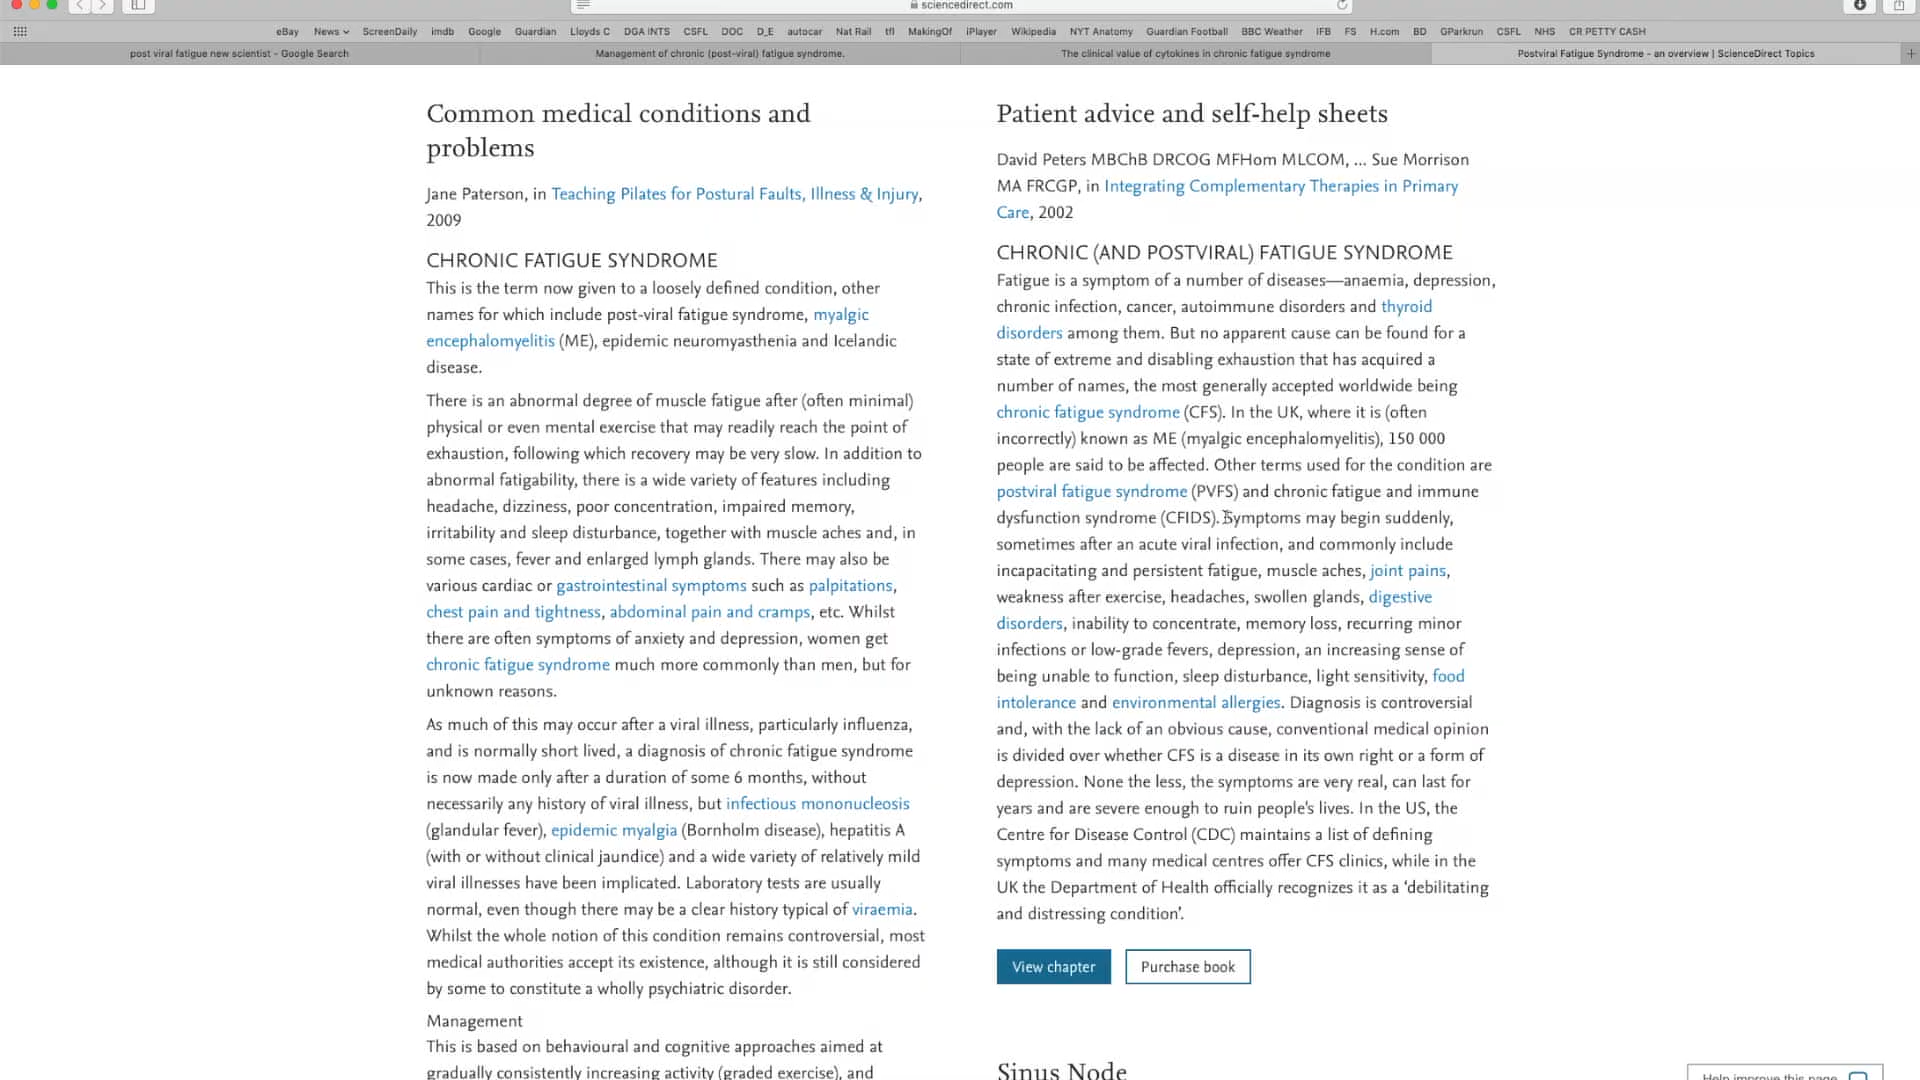 sciencedirect.com
eBay News ScreenDaily imdb Google Guardian Lloyds C DGA INTS CSFL DOC D_E autocar Nat Rail tfl MakingOf iPlayer Wikipedia NYT Anatomy Guardian Football BBC Weather IFB FS H.com BD GParkrun CSFL NHS CR PETTY CASH
post viral fatigue new scientist - Google Search
Management of chronic (post-viral) fatigue syndrome.
The clinical value of cytokines in chronic fatigue syndrome
Postviral Fatigue Syndrome - an overview | ScienceDirect Topics
Common medical conditions and
problems
Jane Paterson, in Teaching Pilates for Postural Faults, Illness & Injury,
2009
CHRONIC FATIGUE SYNDROME
This is the term now given to a loosely defined condition, other
names for which include post-viral fatigue syndrome, myalgic
encephalomyelitis (ME), epidemic neuromyasthenia and Icelandic
disease.
There is an abnormal degree of muscle fatigue after (often minimal)
physical or even mental exercise that may readily reach the point of
exhaustion, following which recovery may be very slow. In addition to
abnormal fatigability, there is a wide variety of features including
headache, dizziness, poor concentration, impaired memory,
irritability and sleep disturbance, together with muscle aches and, in
some cases, fever and enlarged lymph glands. There may also be
various cardiac or gastrointestinal symptoms such as palpitations,
chest pain and tightness, abdominal pain and cramps, etc. Whilst
there are often symptoms of anxiety and depression, women get
chronic fatigue syndrome much more commonly than men, but for
unknown reasons.
As much of this may occur after a viral illness, particularly influenza,
and is normally short lived, a diagnosis of chronic fatigue syndrome
is now made only after a duration of some 6 months, without
necessarily any history of viral illness, but infectious mononucleosis
(glandular fever), epidemic myalgia (Bornholm disease), hepatitis A
(with or without clinical jaundice) and a wide variety of relatively mild
viral illnesses have been implicated. Laboratory tests are usually
normal, even though there may be a clear history typical of viraemia.
Whilst the whole notion of this condition remains controversial, most
medical authorities accept its existence, although it is still considered
by some to constitute a wholly psychiatric disorder.
Management
This is based on behavioural and cognitive approaches aimed at
gradually consistently increasing activity (graded exercise), and
Patient advice and self-help sheets
David Peters MBChB DRCOG MFHom MLCOM, ... Sue Morrison
MA FRCGP, in Integrating Complementary Therapies in Primary
Care, 2002
CHRONIC (AND POSTVIRAL) FATIGUE SYNDROME
Fatigue is a symptom of a number of diseases—anaemia, depression,
chronic infection, cancer, autoimmune disorders and thyroid
disorders among them. But no apparent cause can be found for a
state of extreme and disabling exhaustion that has acquired a
number of names, the most generally accepted worldwide being
chronic fatigue syndrome (CFS). In the UK, where it is (often
incorrectly) known as ME (myalgic encephalomyelitis), 150 000
people are said to be affected. Other terms used for the condition are
postviral fatigue syndrome (PVFS) and chronic fatigue and immune
dysfunction syndrome (CFIDS). Symptoms may begin suddenly,
sometimes after an acute viral infection, and commonly include
incapacitating and persistent fatigue, muscle aches, joint pains,
weakness after exercise, headaches, swollen glands, digestive
disorders, inability to concentrate, memory loss, recurring minor
infections or low-grade fevers, depression, an increasing sense of
being unable to function, sleep disturbance, light sensitivity, food
intolerance and environmental allergies. Diagnosis is controversial
and, with the lack of an obvious cause, conventional medical opinion
is divided over whether CFS is a disease in its own right or a form of
depression. None the less, the symptoms are very real, can last for
years and are severe enough to ruin people's lives. In the US, the
Centre for Disease Control (CDC) maintains a list of defining
symptoms and many medical centres offer CFS clinics, while in the
UK the Department of Health officially recognizes it as a 'debilitating
and distressing condition'.
View chapter
Purchase book
Sinus Node
Help improve this page